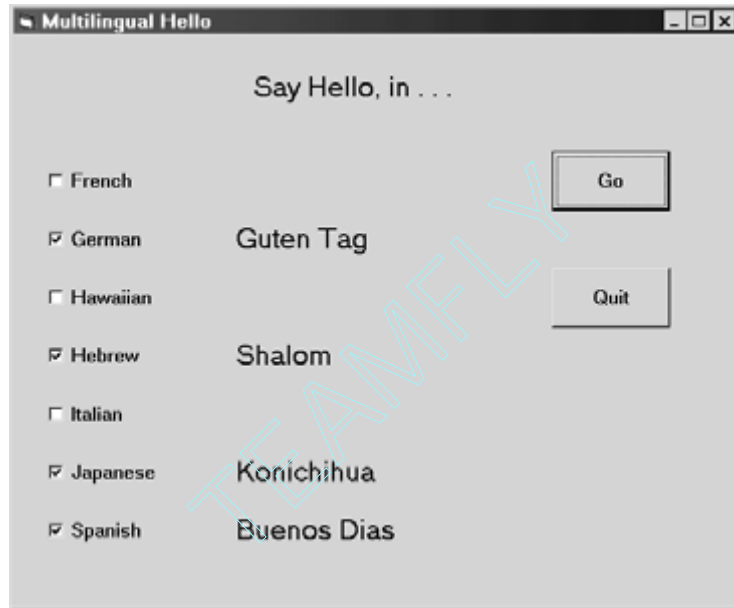 Multilingual Hello
Say Hello, in . . .
French
Go
German Guten Tag
Hawaiian
Quit
Hebrew Shalom
Italian
Japanese Konichihua
Spanish Buenos Dias
TEAMFLY